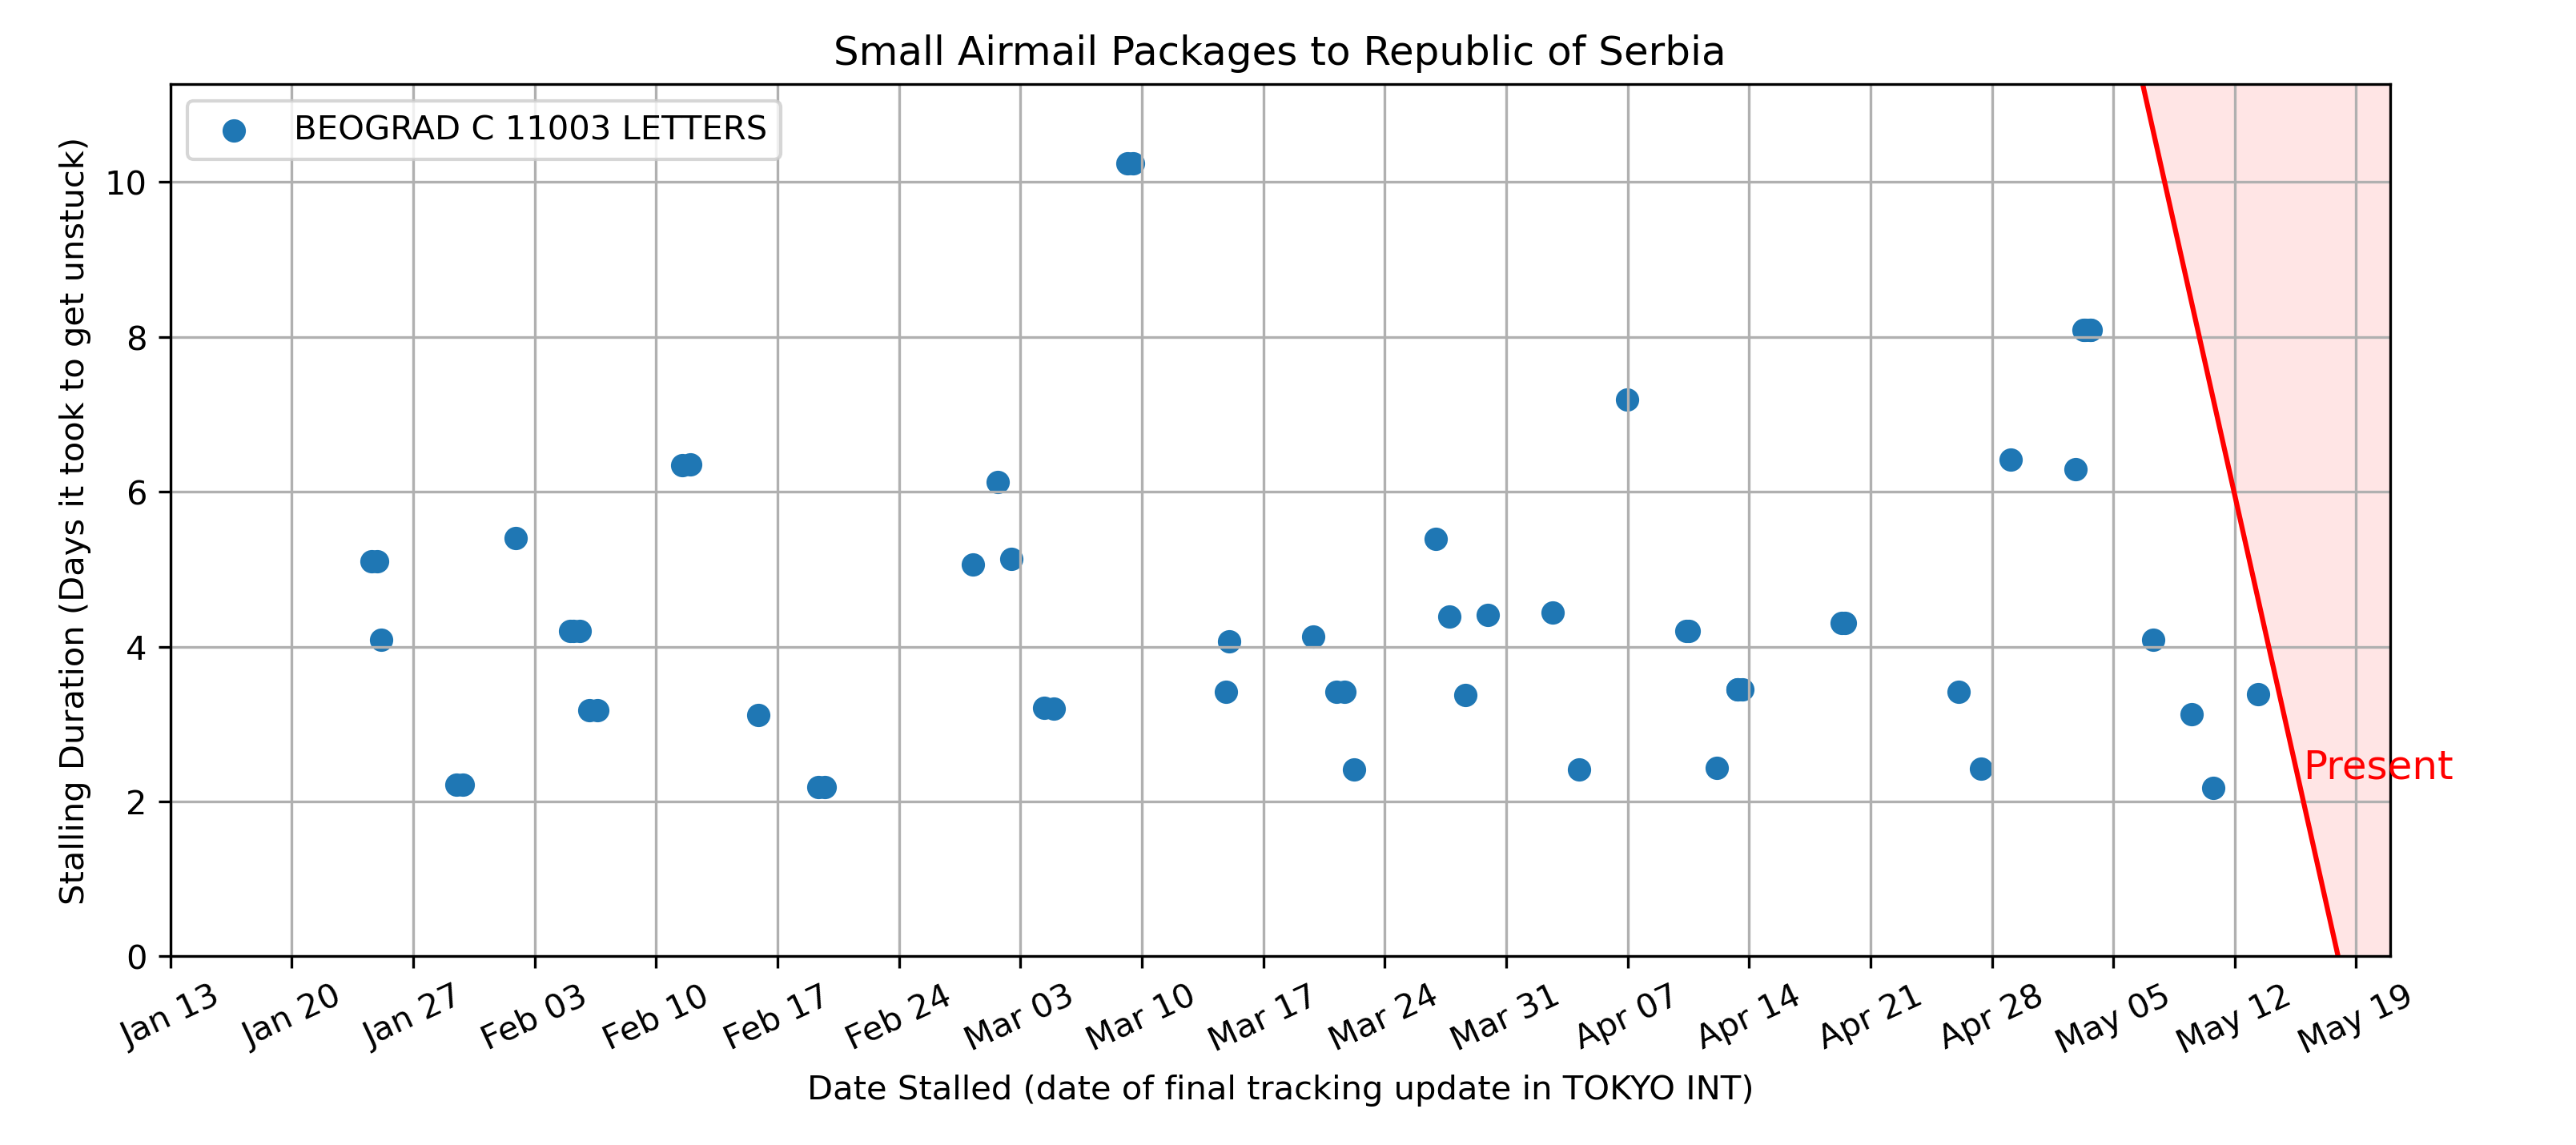 Small Airmail Packages to Republic of Serbia
BEOGRAD C 11003 LETTERS
Stalling Duration (Days it took to get unstuck)
10
8
6
4
2
0
Present
Jan 13 Jan 20 Jan 27 Feb 03 Feb 10 Feb 17 Feb 24 Mar 03 Mar 10 Mar 17 Mar 24 Mar 31 Apr 07 Apr 14 Apr 21 Apr 28 May 05 May 12 May 19
Date Stalled (date of final tracking update in TOKYO INT)